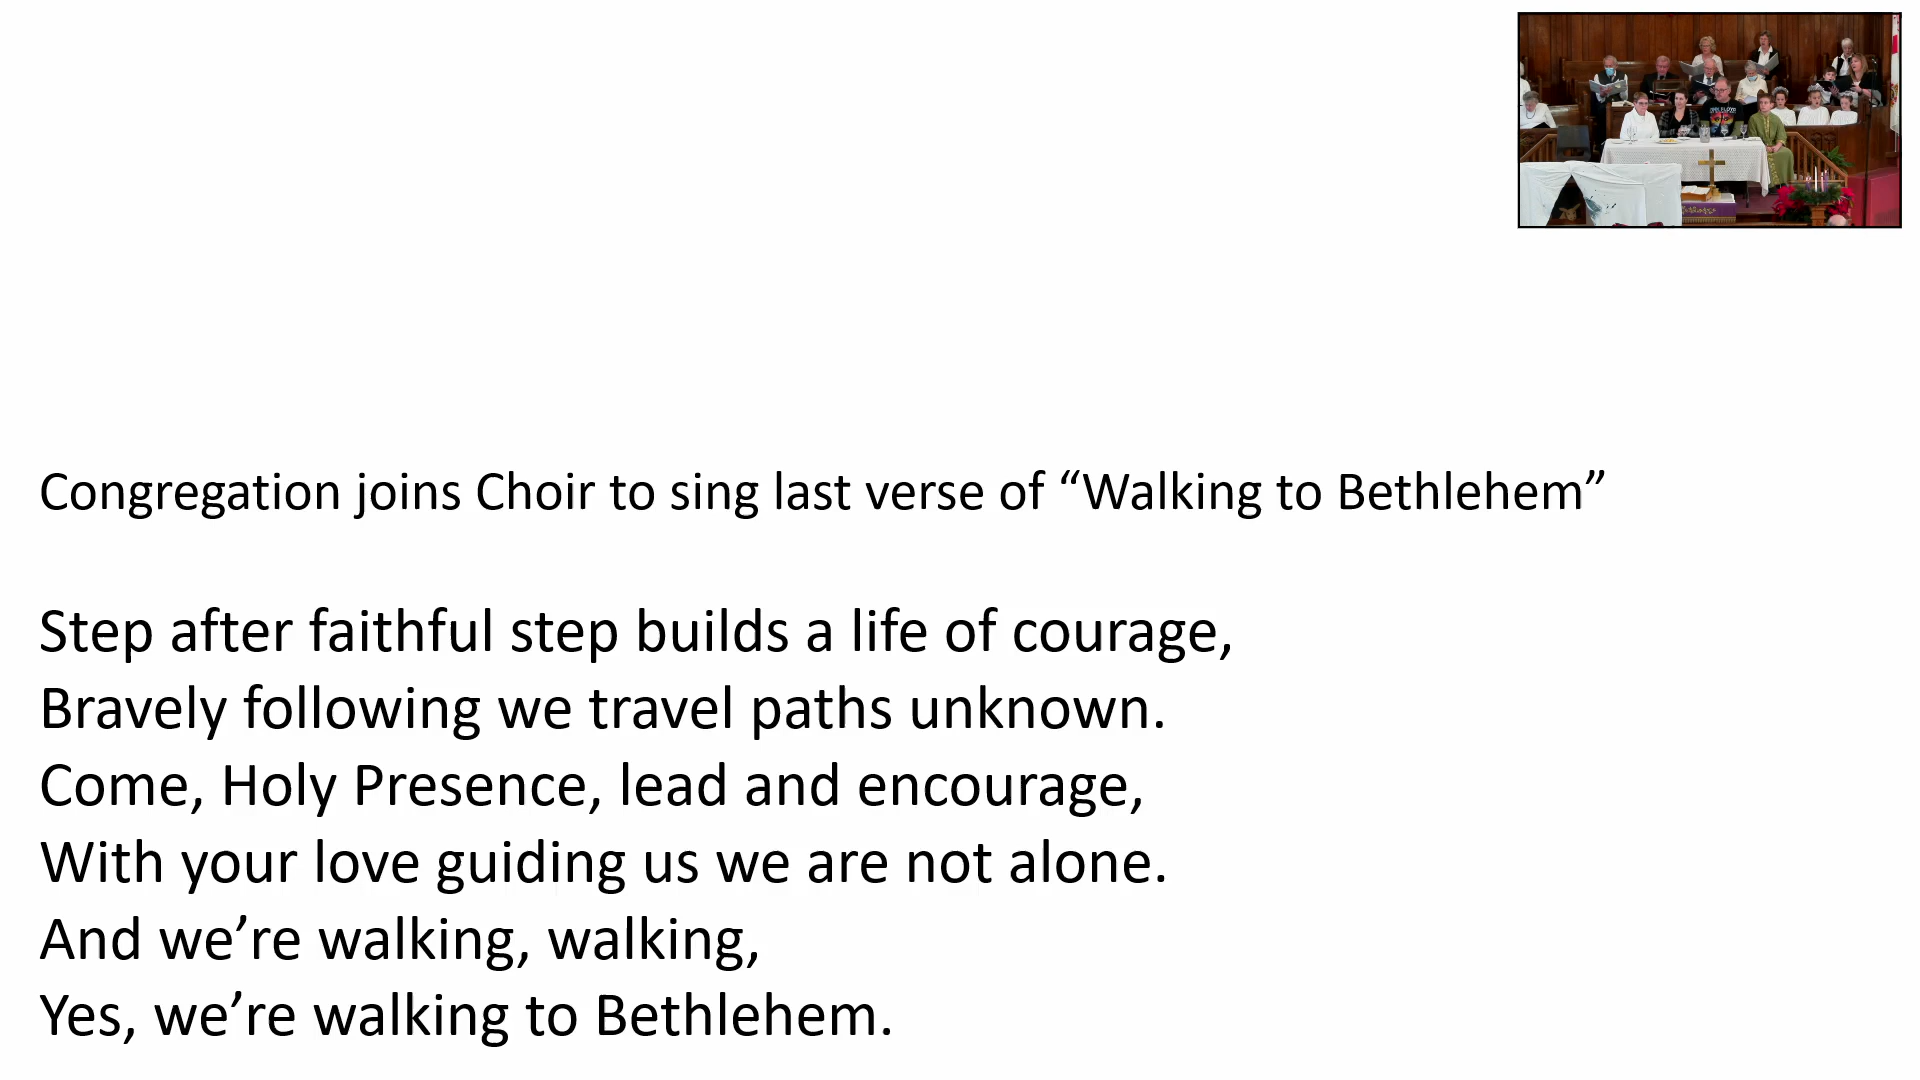 Congregation joins Choir to sing last verse of “Walking to Bethlehem”
Step after faithful step builds a life of courage,
Bravely following we travel paths unknown.
Come, Holy Presence, lead and encourage,
With your love guiding us we are not alone.
And we’re walking, walking,
Yes, we’re walking to Bethlehem.